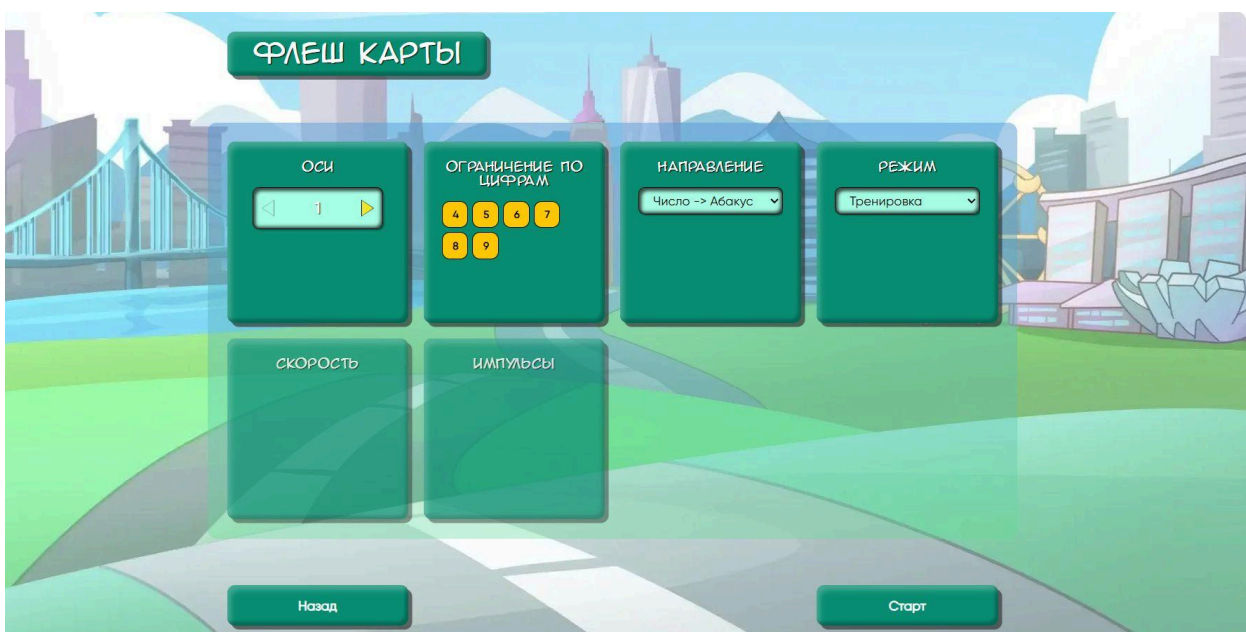 ФЛЕШ КАРТЫ
ОСИ
1
ОГРАНИЧЕНИЕ ПО
ЦИФРАМ
4 5 6 7
8 9
НАПРАВЛЕНИЕ
Число -> Абакус
РЕЖИМ
Тренировка
СКОРОСТЬ
ИМПУЛЬСЫ
Назад
Старт